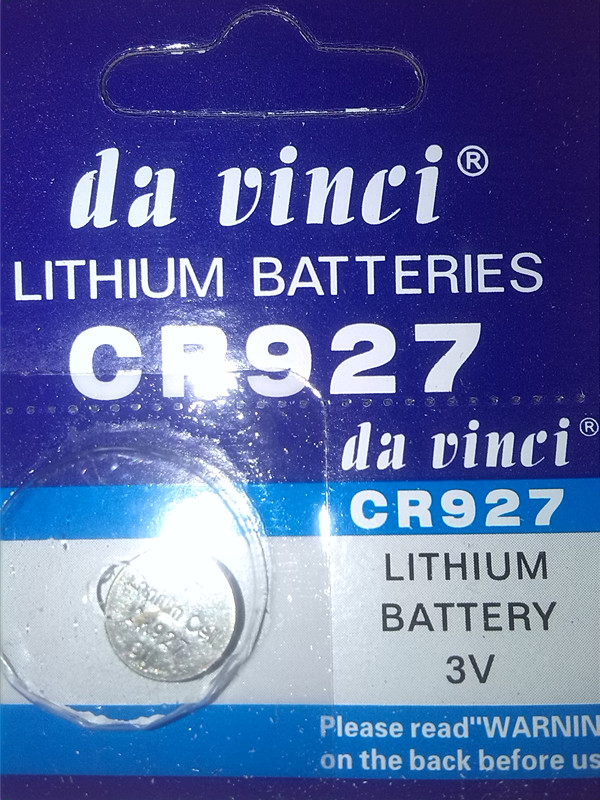 da vinci®
LITHIUM BATTERIES
CR927
da vinci®
CR927
LITHIUM
BATTERY
3V
Please read"WARNIN
on the back before us